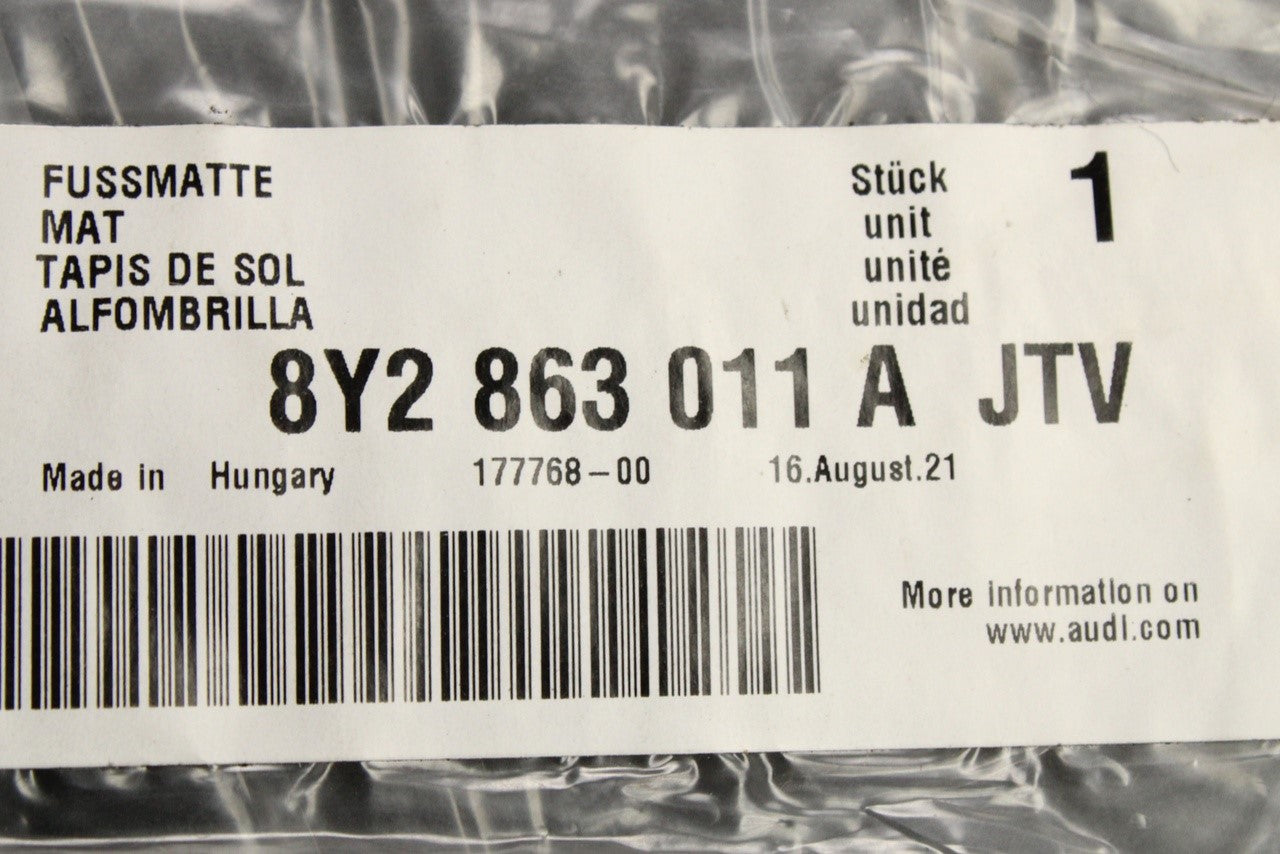 FUSSMATTE
MAT
TAPIS DE SOL
ALFOMBRILLA
Stück 1
unit
unité
unidad
8Y2 863 011 A JTV
Made in Hungary 177768-00 16.August.21
More information on
www.audi.com